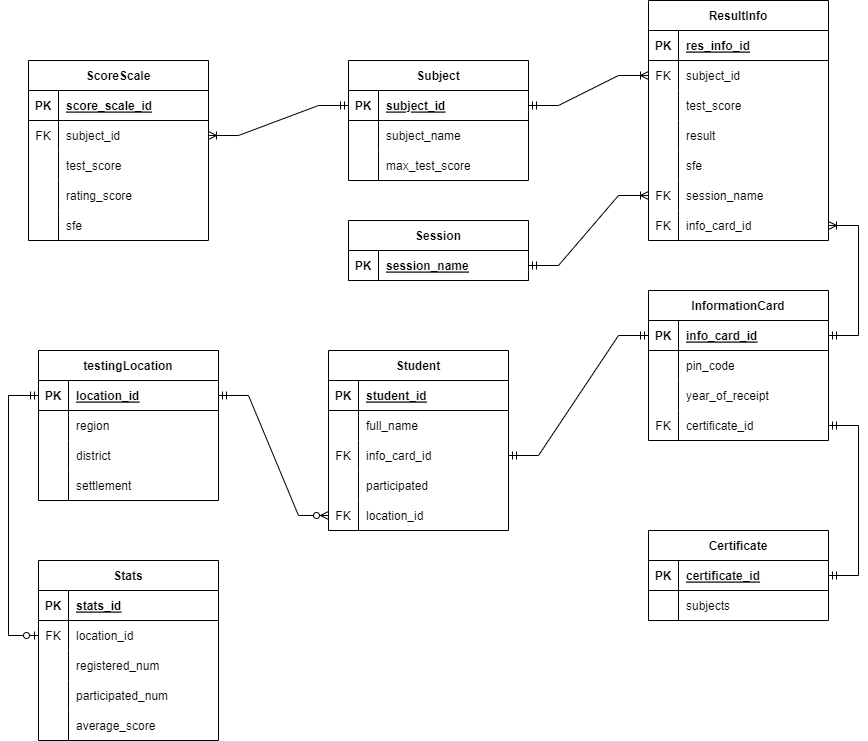 ResultInfo
PK res_info_id
FK subject_id
test_score
result
sfe
FK session_name
FK info_card_id
ScoreScale
PK score_scale_id
FK subject_id
test_score
rating_score
sfe
Subject
PK subject_id
subject_name
max_test_score
Session
PK session_name
InformationCard
PK info_card_id
pin_code
year_of_receipt
FK certificate_id
testingLocation
PK location_id
region
district
settlement
Student
PK student_id
full_name
FK info_card_id
participated
FK location_id
Certificate
PK certificate_id
subjects
Stats
PK stats_id
FK location_id
registered_num
participated_num
average_score